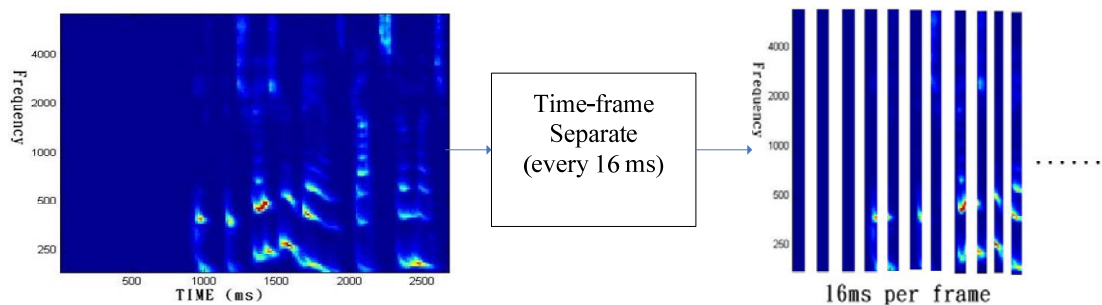 Frequency
4000
2000
1000
500
250
500 1000 1500 2000 2500
TIME (ms)
Time-frame
Separate
(every 16 ms)
Frequency
4000
2000
1000
500
250
16ms per frame
......